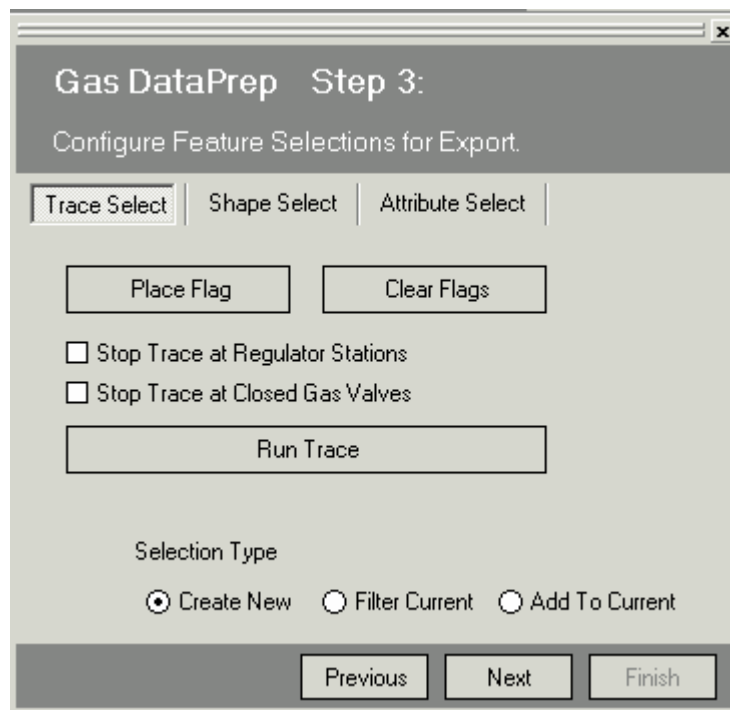 Gas DataPrep Step 3:
Configure Feature Selections for Export.
Trace Select Shape Select Attribute Select
Place Flag Clear Flags
Stop Trace at Regulator Stations
Stop Trace at Closed Gas Valves
Run Trace
Selection Type
Create New Filter Current Add To Current
Previous Next Finish